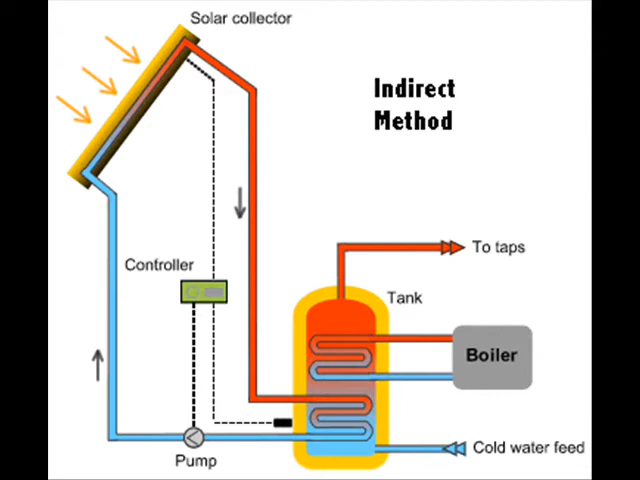 Solar collector
Indirect
Method
To taps
Controller
Tank
Boiler
Cold water feed
Pump